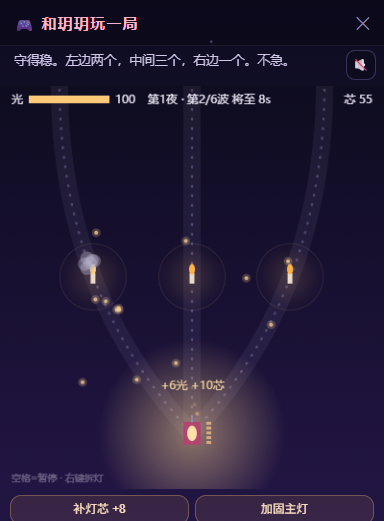 和玥玥玩一局
守得稳。左边两个，中间三个，右边一个。不急。
光 100 第1夜 · 第2/6波 将至 8s 芯 55
+6光 +10芯
空格=暂停 · 右键拆灯
补灯芯 +8 加固主灯